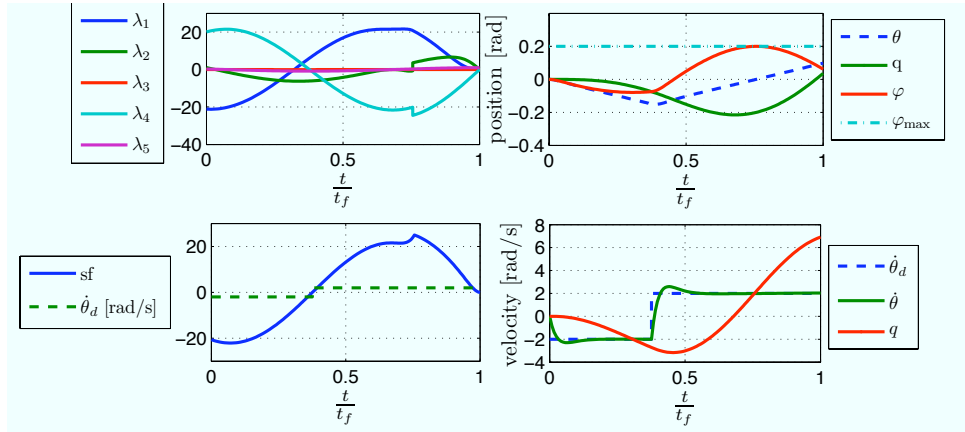 λ1
λ2
λ3
λ4
λ5
20
0
−20
−40
0
0.5
1
t
tf
position [rad]
0.4
0.2
0
−0.2
−0.4
0
0.5
1
t
tf
θ
q
φ
φmax
sf
θ̇d [rad/s]
20
0
−20
0
0.5
1
t
tf
velocity [rad/s]
8
6
4
2
0
−2
−4
0
0.5
1
t
tf
θ̇d
θ̇
q